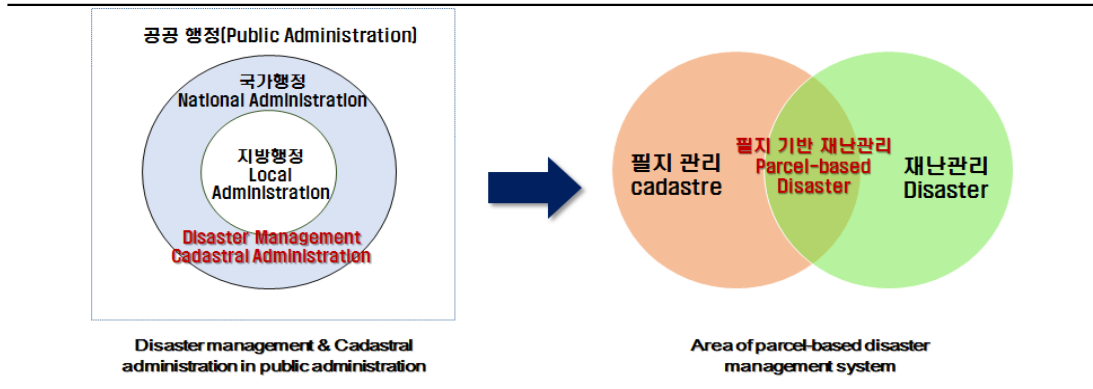 공공 행정(Public Administration)
국가행정
National Administration
지방행정
Local
Administration
Disaster Management
Cadastral Administration
Disaster management & Cadastral
administration in public administration
필지 관리
cadastre
필지 기반 재난관리
Parcel-based
Disaster
재난관리
Disaster
Area of parcel-based disaster
management system